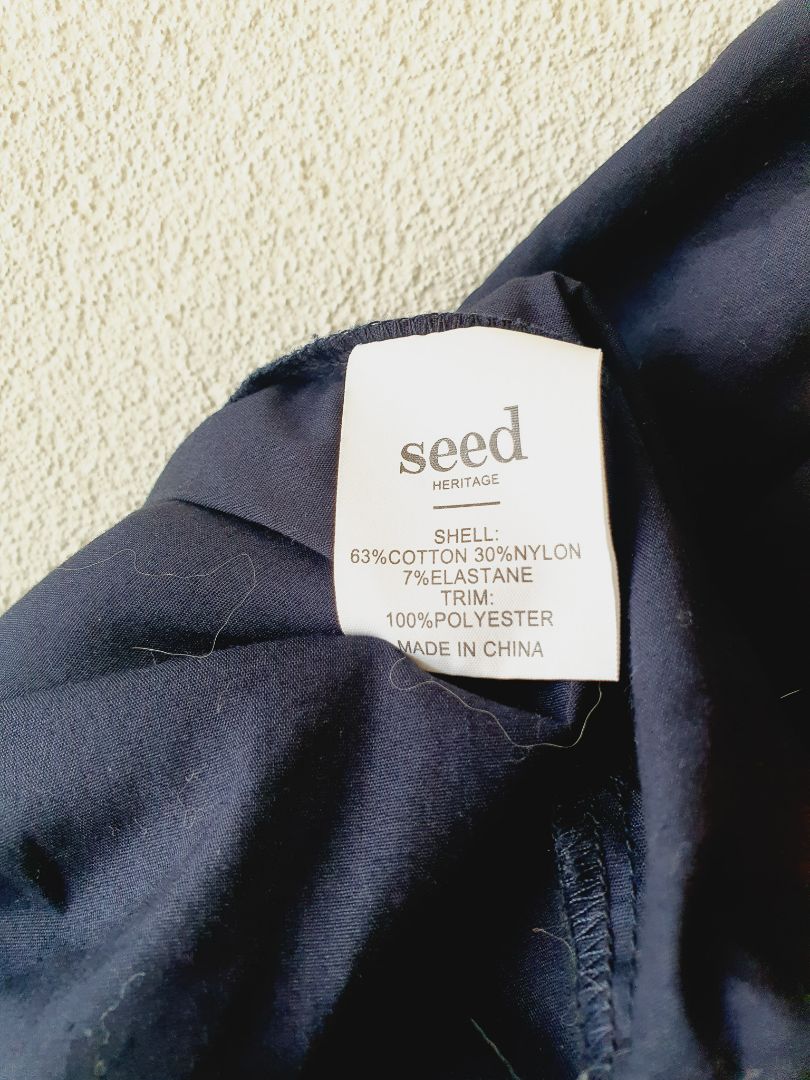 seed
HERITAGE
SHELL:
63%COTTON 30%NYLON
7%ELASTANE
TRIM:
100%POLYESTER
MADE IN CHINA